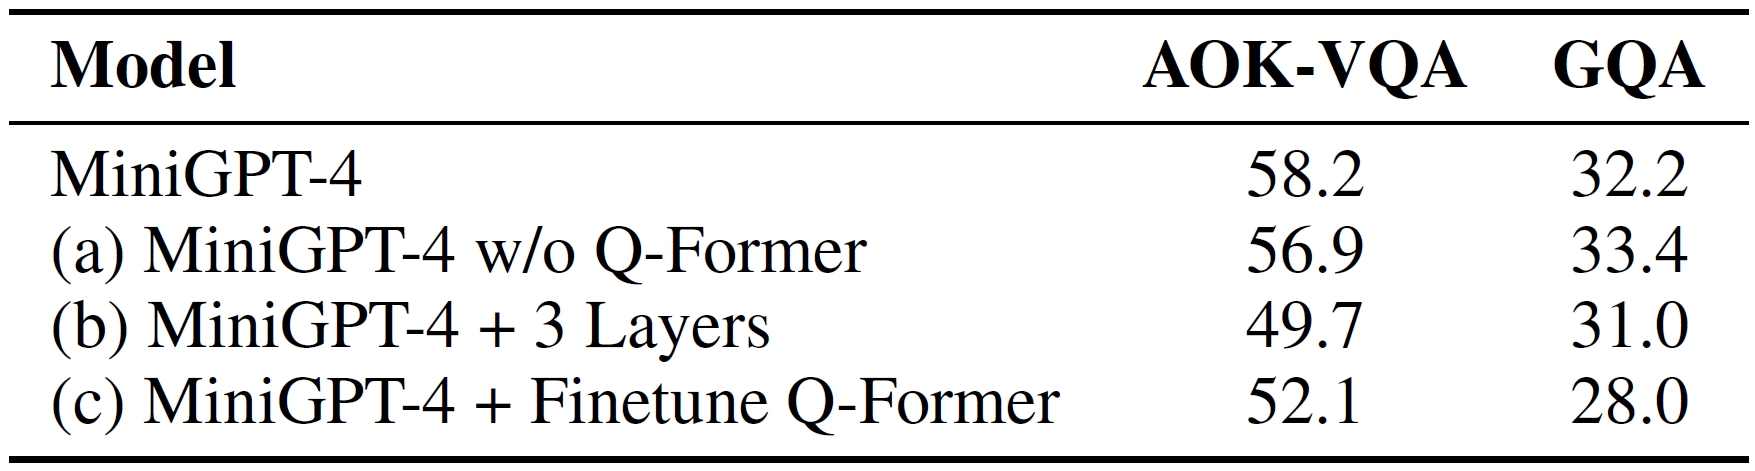 Model AOK-VQA GQA
MiniGPT-4 58.2 32.2
(a) MiniGPT-4 w/o Q-Former 56.9 33.4
(b) MiniGPT-4 + 3 Layers 49.7 31.0
(c) MiniGPT-4 + Finetune Q-Former 52.1 28.0